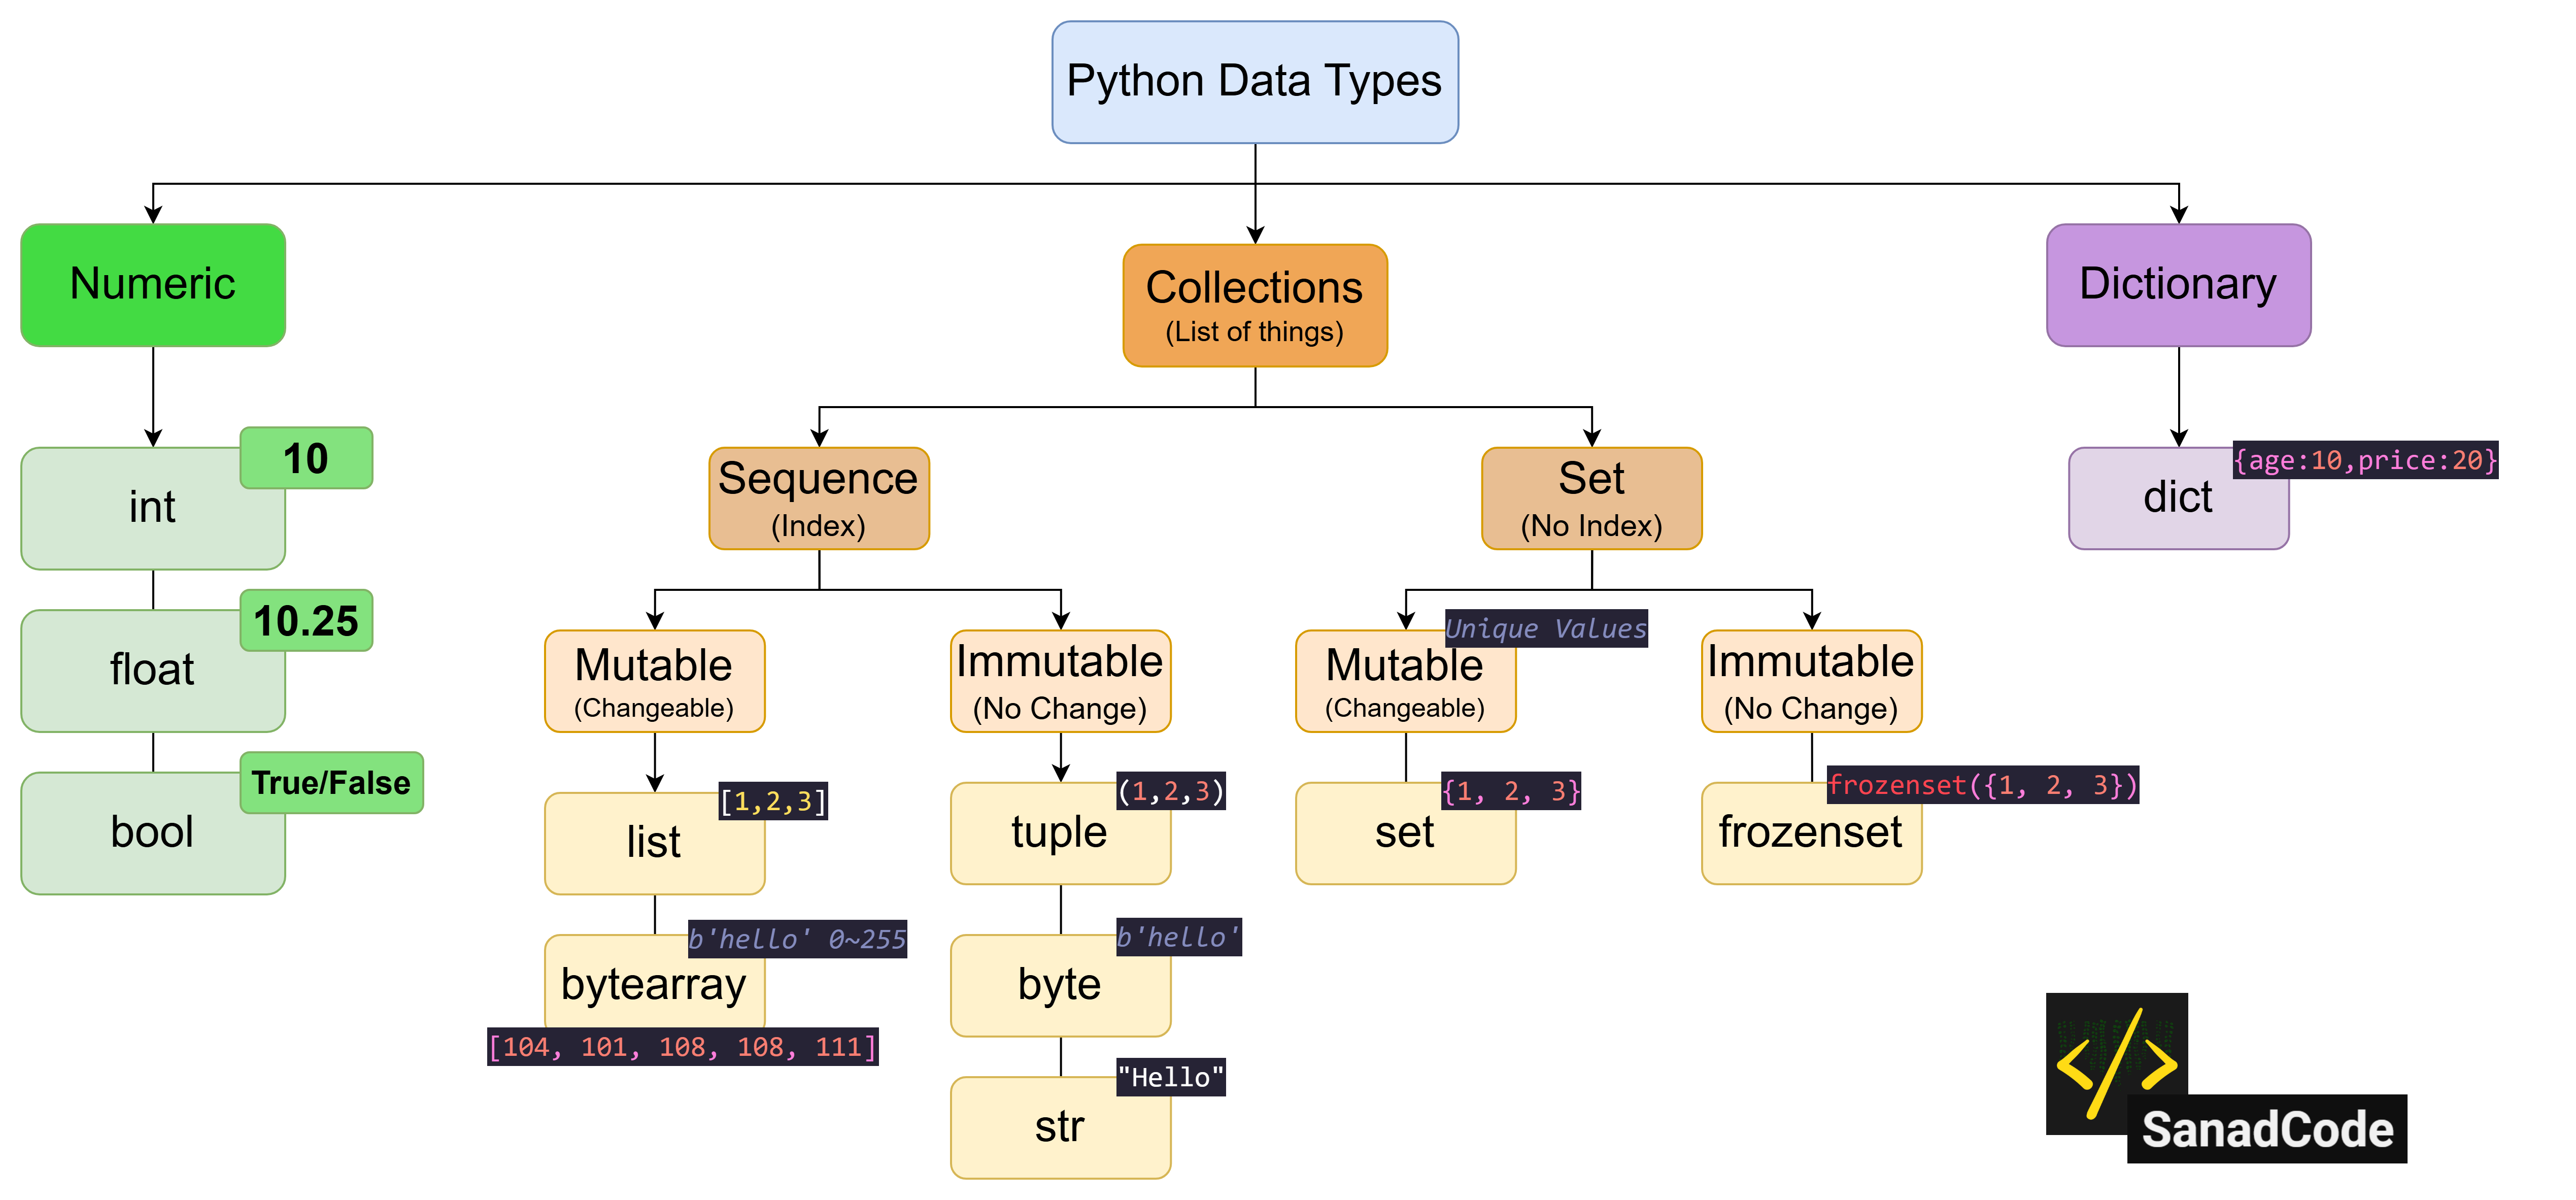 Python Data Types
Numeric
Collections
(List of things)
Dictionary
10
int
10.25
float
True/False
bool
Sequence
(Index)
Set
(No Index)
{age:10,price:20}
dict
Mutable
(Changeable)
Immutable
(No Change)
Unique Values
Mutable
(Changeable)
Immutable
(No Change)
[1,2,3]
list
b'hello' 0~255
bytearray
[104, 101, 108, 108, 111]
(1,2,3)
tuple
b'hello'
byte
"Hello"
str
{1, 2, 3}
set
frozenset({1, 2, 3})
frozenset
</>
SanadCode